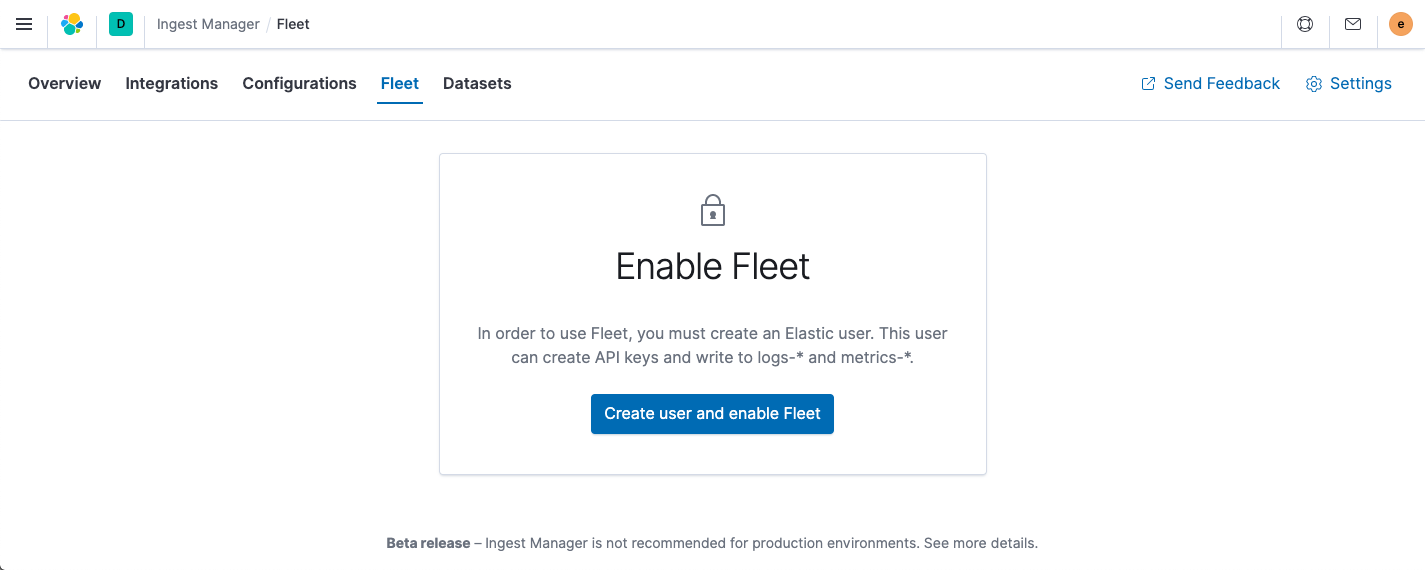 D Ingest Manager / Fleet e
Overview Integrations Configurations Fleet Datasets Send Feedback Settings
Enable Fleet
In order to use Fleet, you must create an Elastic user. This user
can create API keys and write to logs-* and metrics-*.
Create user and enable Fleet
Beta release – Ingest Manager is not recommended for production environments. See more details.